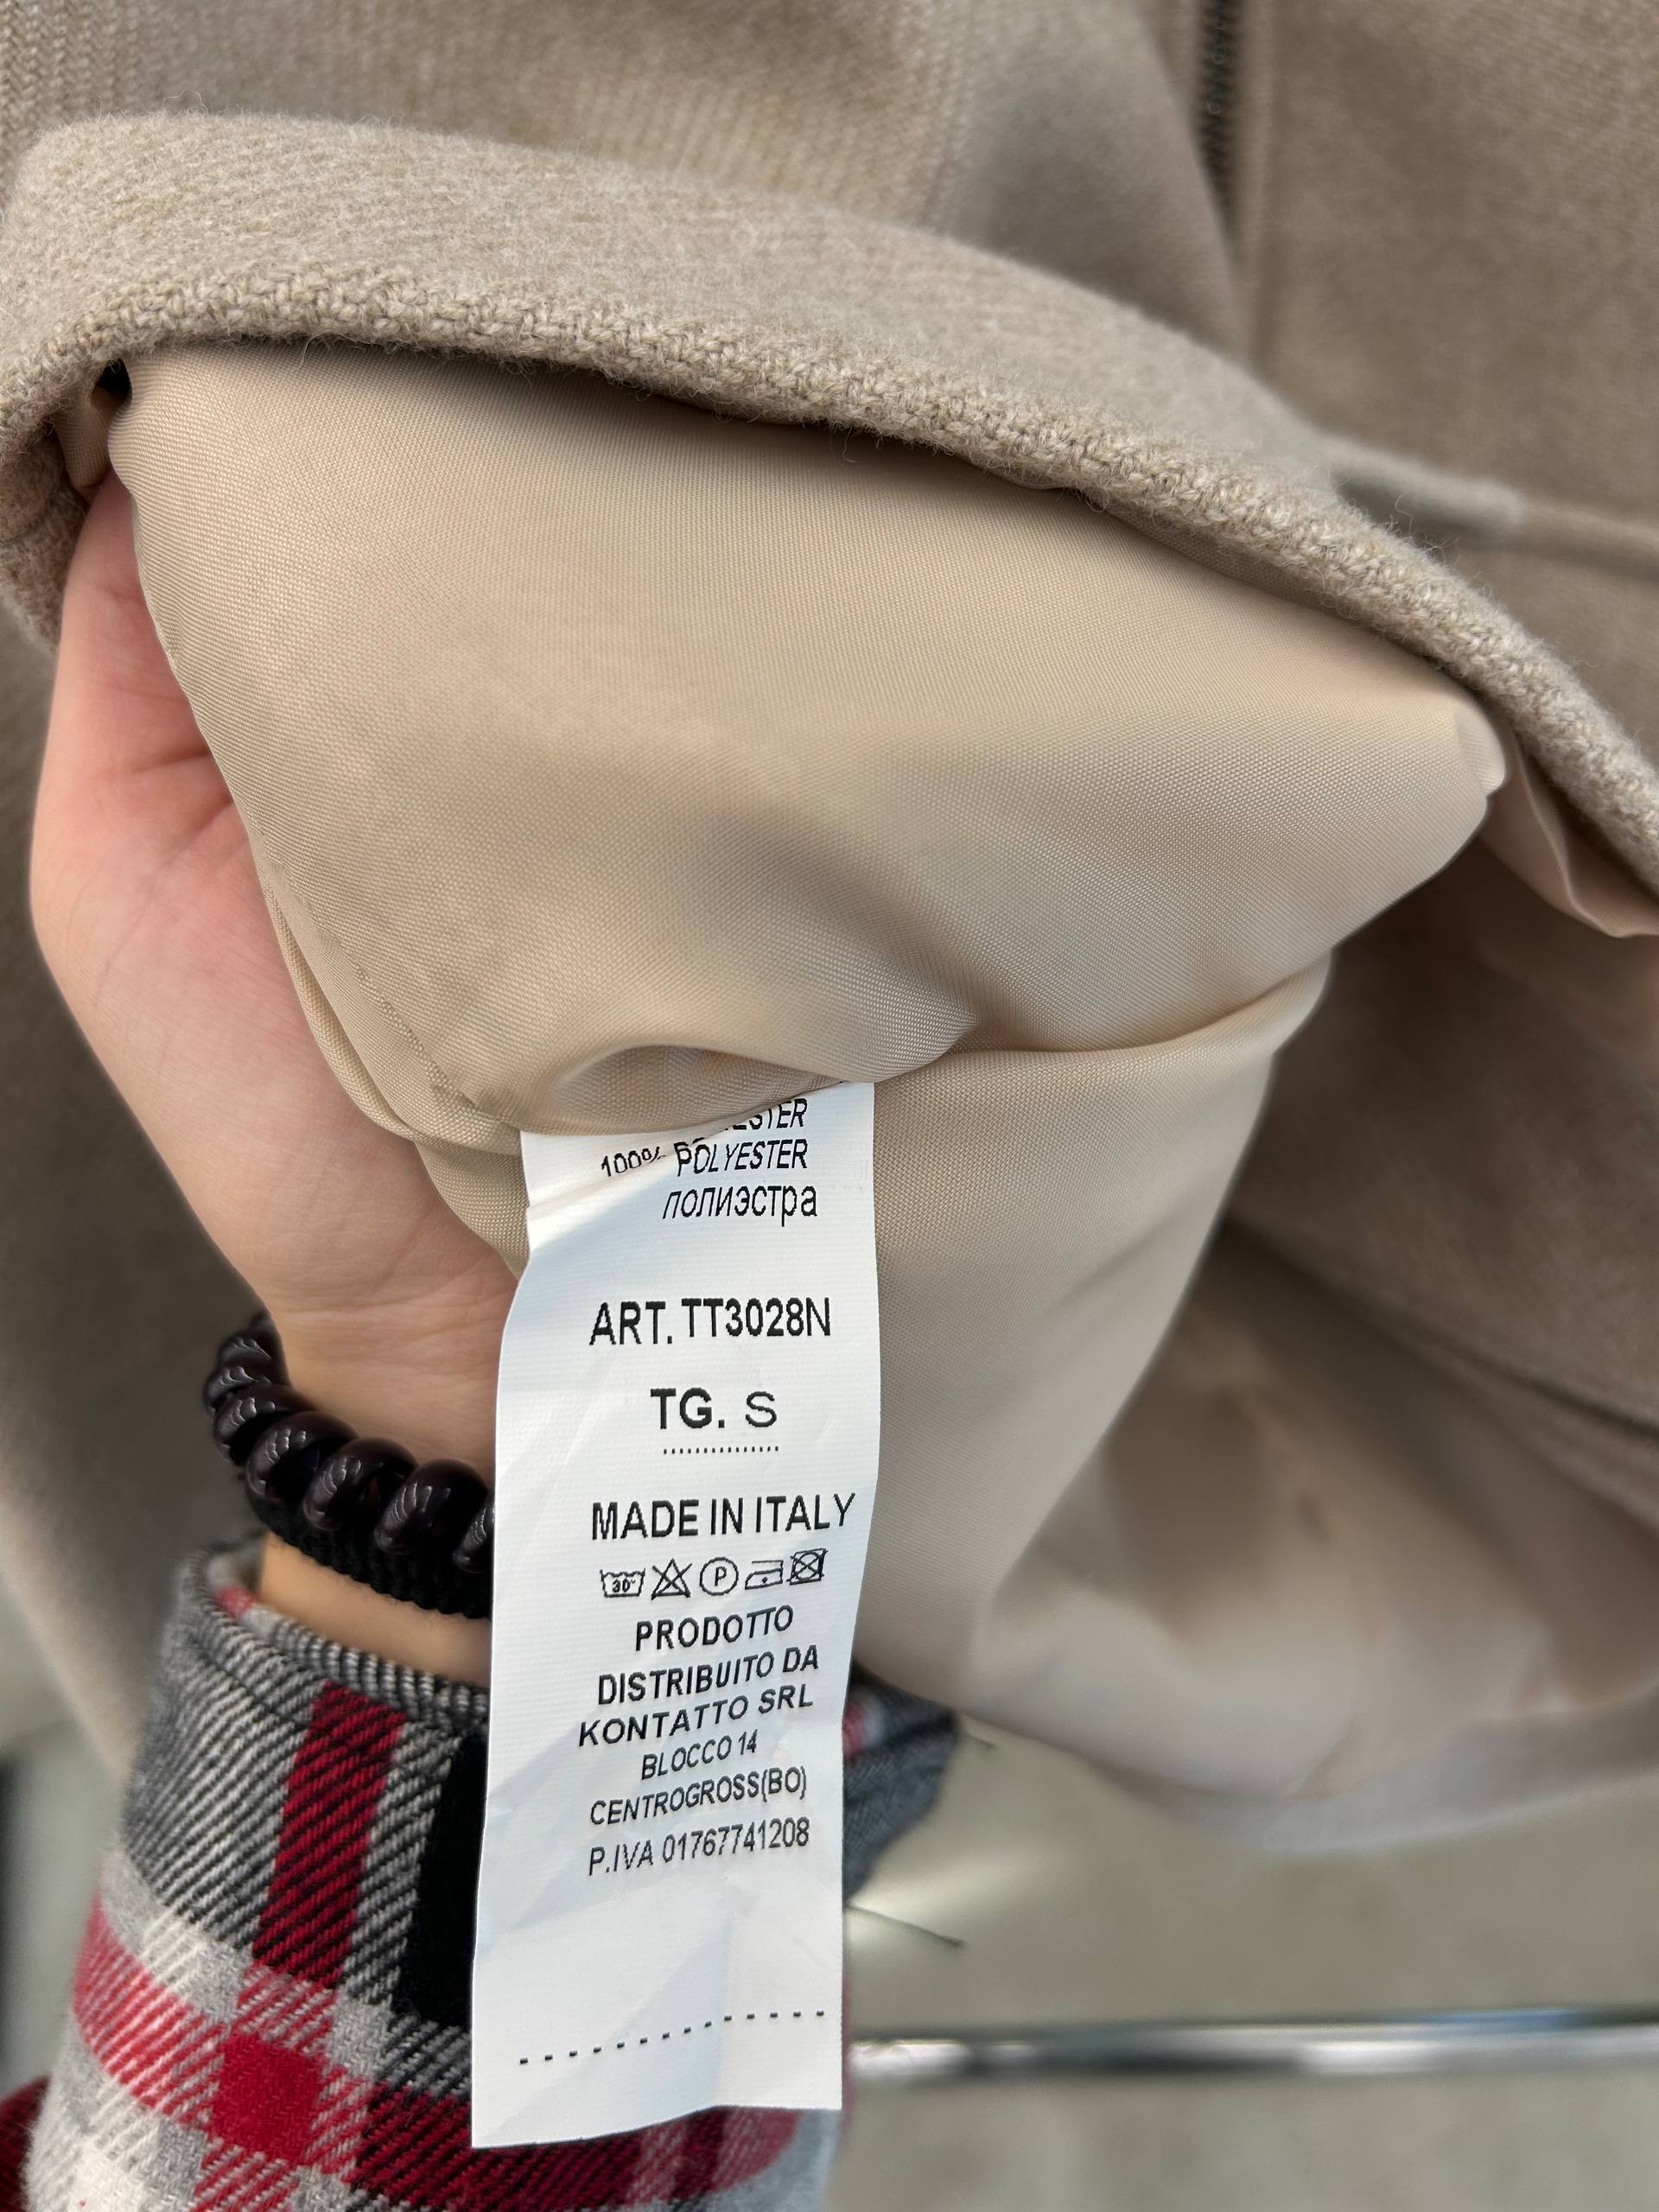 100% POLYESTER
полиэстра
ART. TT3028N
TG. S
MADE IN ITALY
30°
P
PRODOTTO
DISTRIBUITO DA
KONTATTO SRL
BLOCCO 14
CENTROGROSS(BO)
P.IVA 01767741208